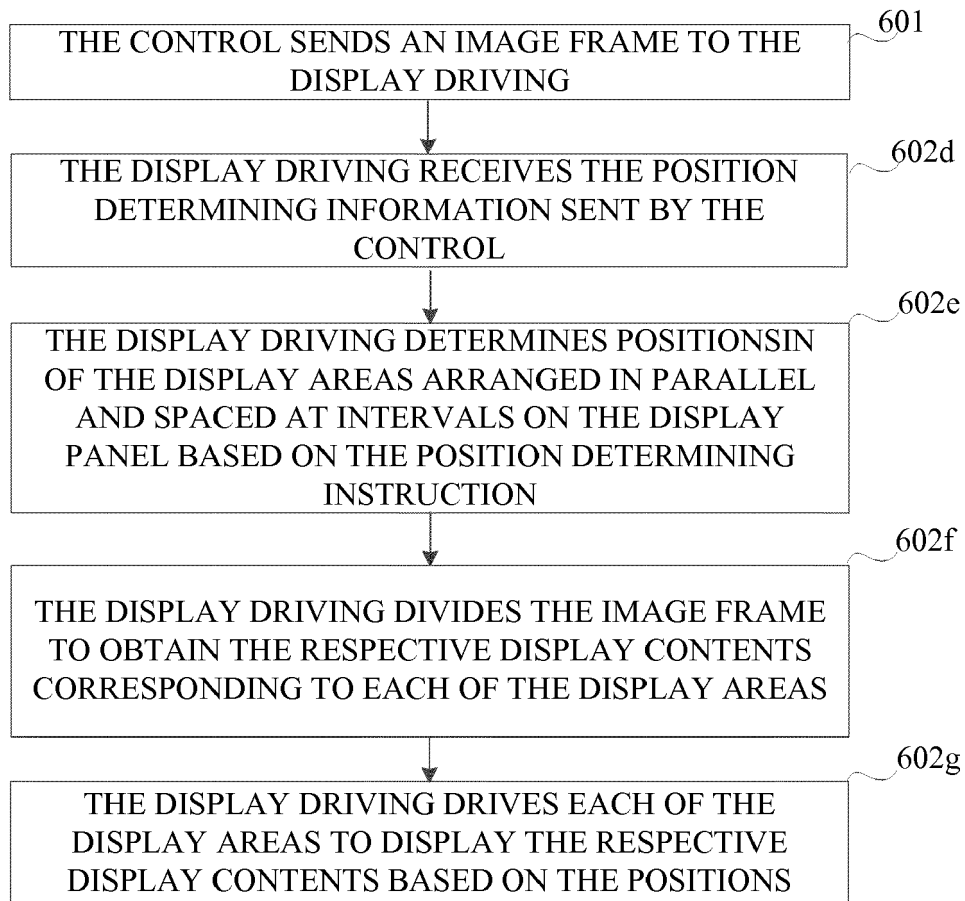 601
THE CONTROL SENDS AN IMAGE FRAME TO THE
DISPLAY DRIVING
602d
THE DISPLAY DRIVING RECEIVES THE POSITION
DETERMINING INFORMATION SENT BY THE
CONTROL
602e
THE DISPLAY DRIVING DETERMINES POSITIONSIN
OF THE DISPLAY AREAS ARRANGED IN PARALLEL
AND SPACED AT INTERVALS ON THE DISPLAY
PANEL BASED ON THE POSITION DETERMINING
INSTRUCTION
602f
THE DISPLAY DRIVING DIVIDES THE IMAGE FRAME
TO OBTAIN THE RESPECTIVE DISPLAY CONTENTS
CORRESPONDING TO EACH OF THE DISPLAY AREAS
602g
THE DISPLAY DRIVING DRIVES EACH OF THE
DISPLAY AREAS TO DISPLAY THE RESPECTIVE
DISPLAY CONTENTS BASED ON THE POSITIONS